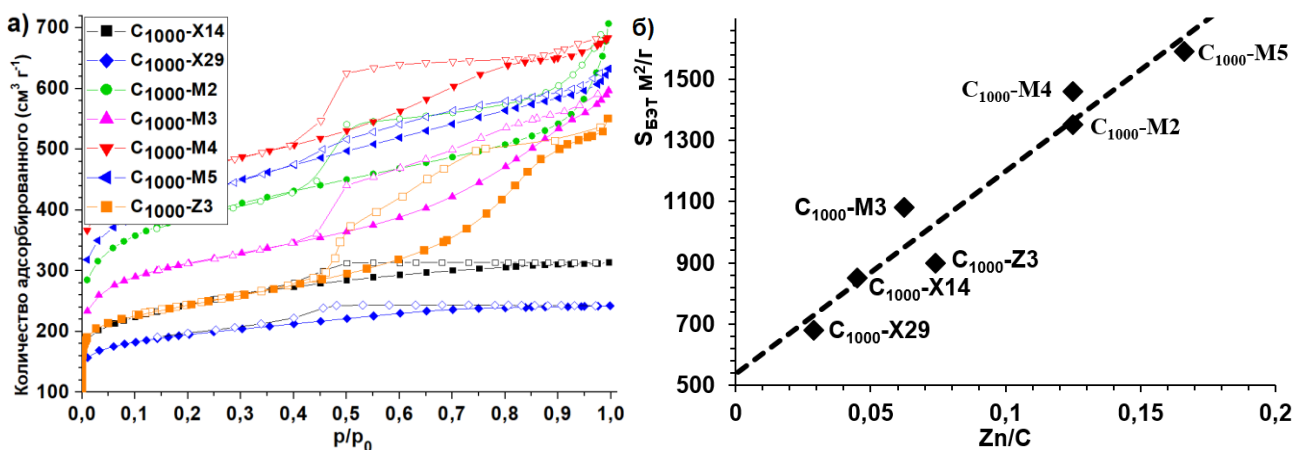 а)
Количество адсорбированного (см³ г⁻¹)
700
600
500
400
300
200
100
C₁₀₀₀-X14
C₁₀₀₀-X29
C₁₀₀₀-M2
C₁₀₀₀-M3
C₁₀₀₀-M4
C₁₀₀₀-M5
C₁₀₀₀-Z3
0,0 0,1 0,2 0,3 0,4 0,5 0,6 0,7 0,8 0,9 1,0
p/p₀
б)
S_БЭТ м²/г
1500
1300
1100
900
700
500
C₁₀₀₀-M5
C₁₀₀₀-M4
C₁₀₀₀-M2
C₁₀₀₀-M3
C₁₀₀₀-Z3
C₁₀₀₀-X14
C₁₀₀₀-X29
0 0,05 0,1 0,15 0,2
Zn/C